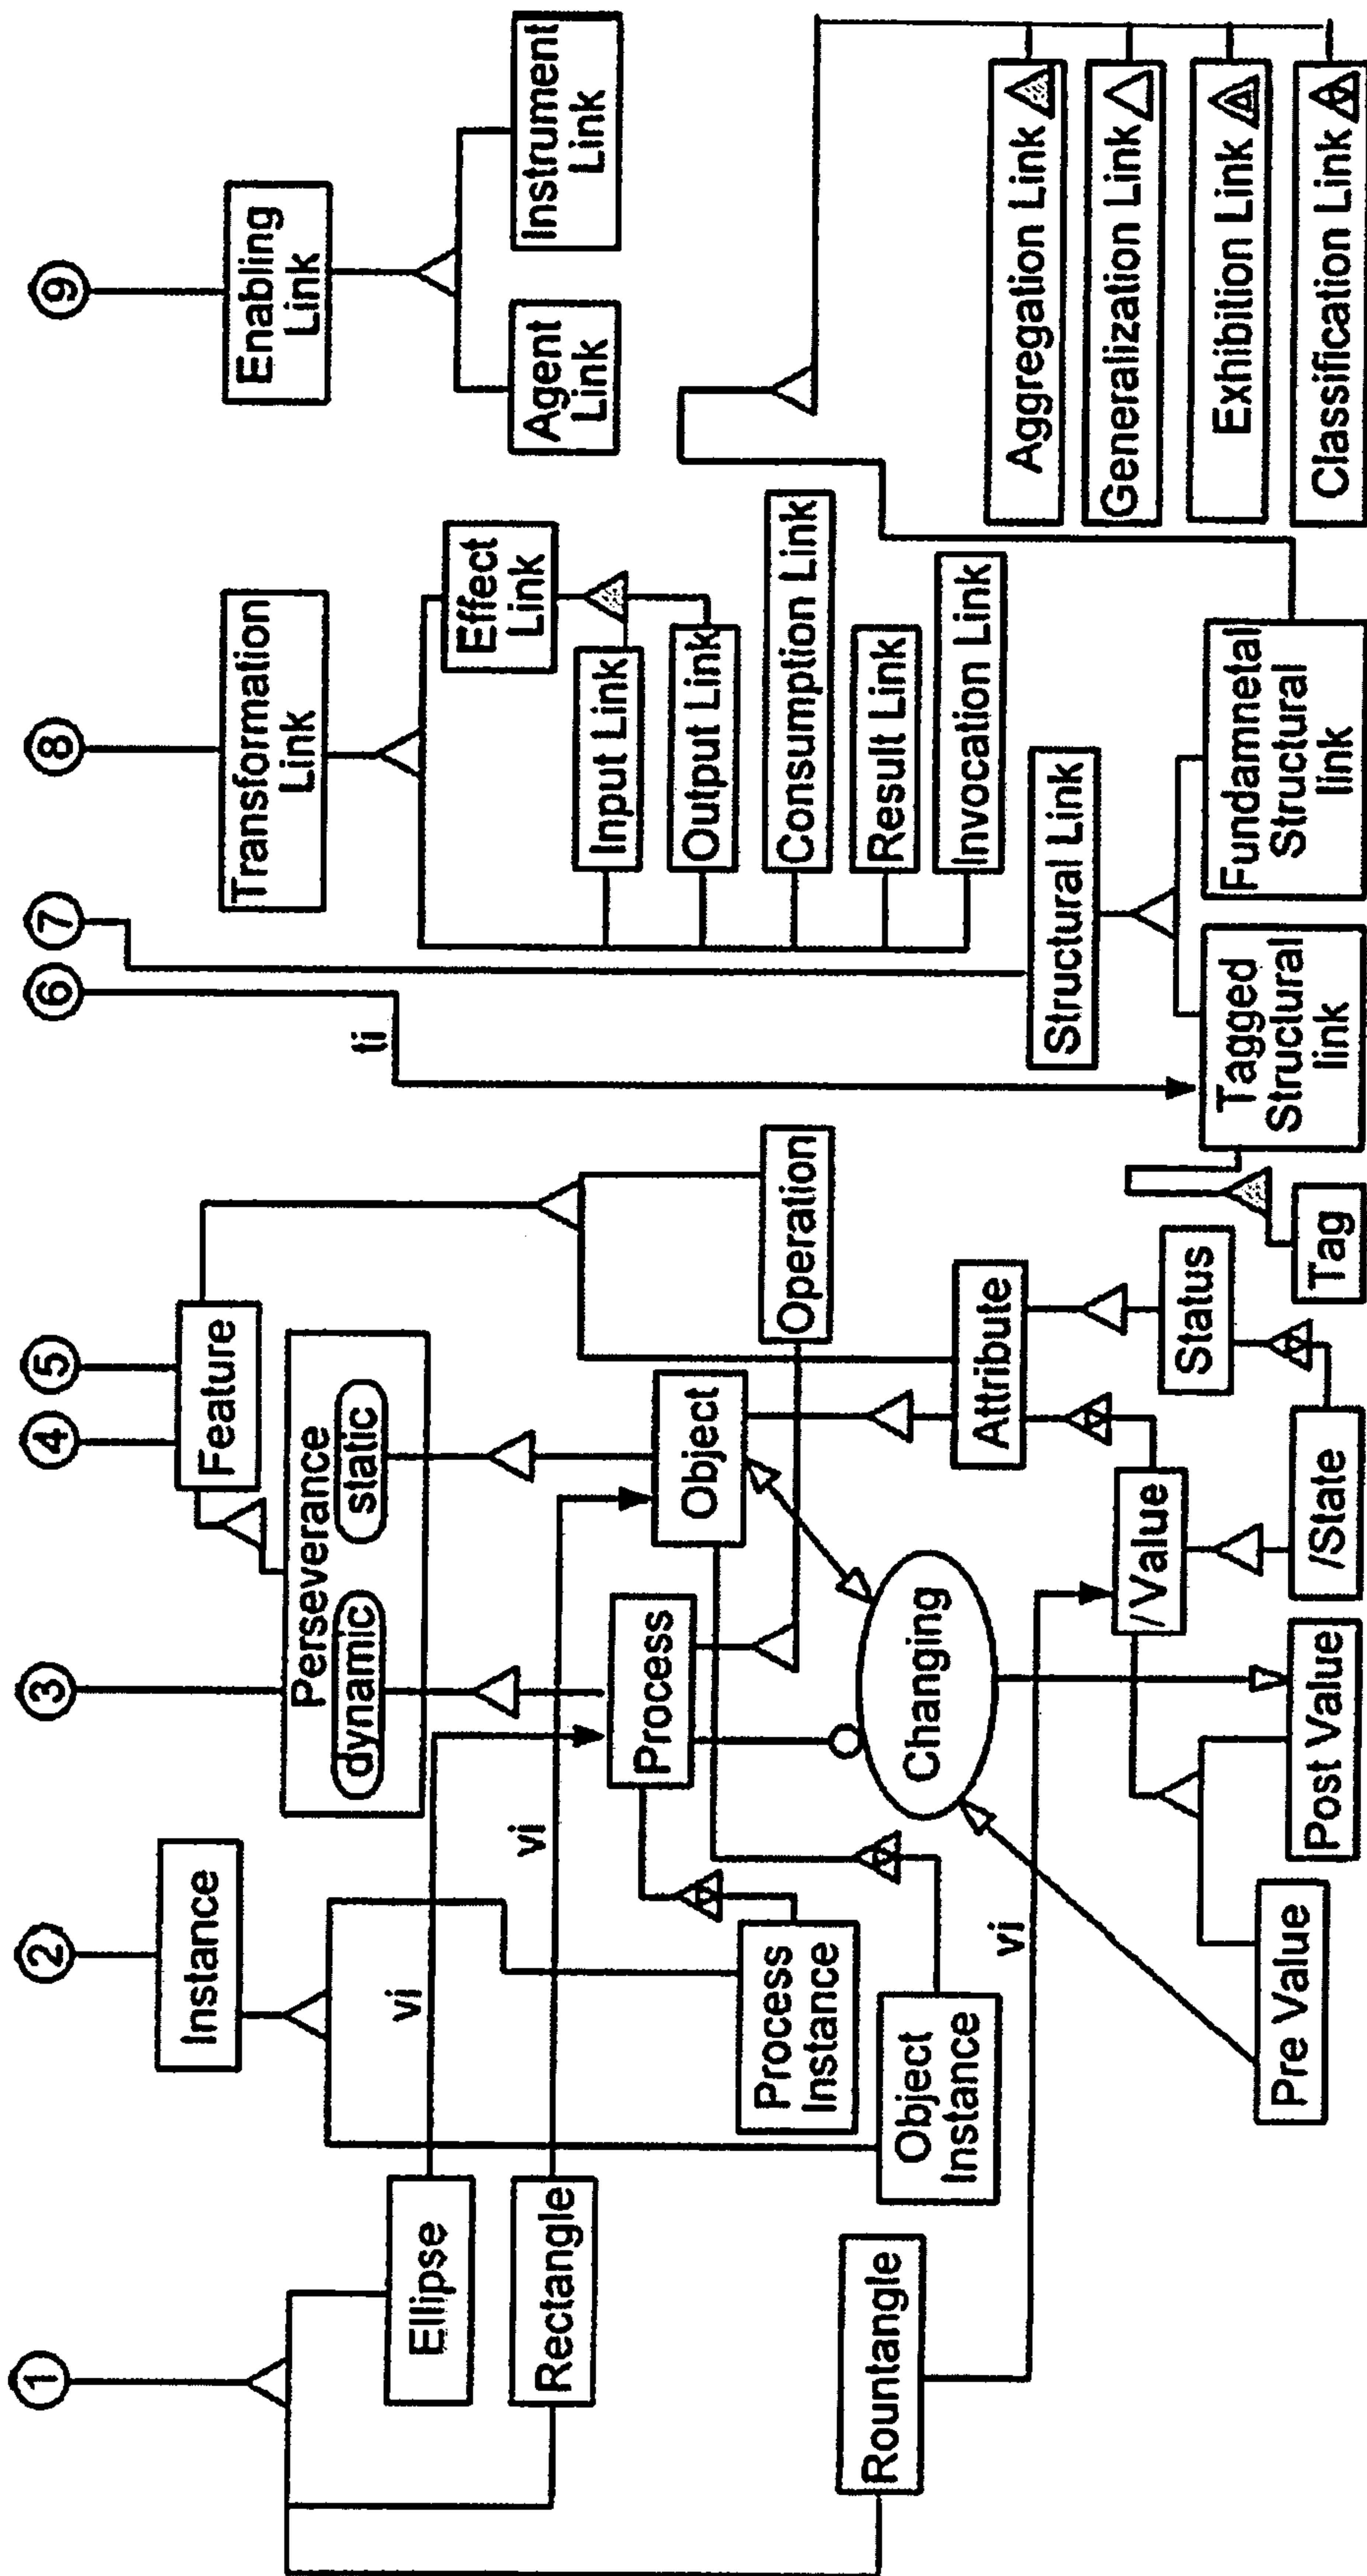 1
2
3
4
5
6
7
8
9
Ellipse
Rectangle
Rountangle
Instance
vi
vi
vi
Process
Instance
Object
Instance
Feature
Perseverance
dynamic
static
Process
Object
Operation
Changing
Attribute
/Value
Status
/State
Pre Value
Post Value
ti
Tag
Tagged
Structural
link
Structural Link
Fundamnetal
Structural
link
Transformation
Link
Effect
Link
Input Link
Output Link
Consumption Link
Result Link
Invocation Link
Enabling
Link
Agent
Link
Instrument
Link
Aggregation Link
Generalization Link
Exhibition Link
Classification Link